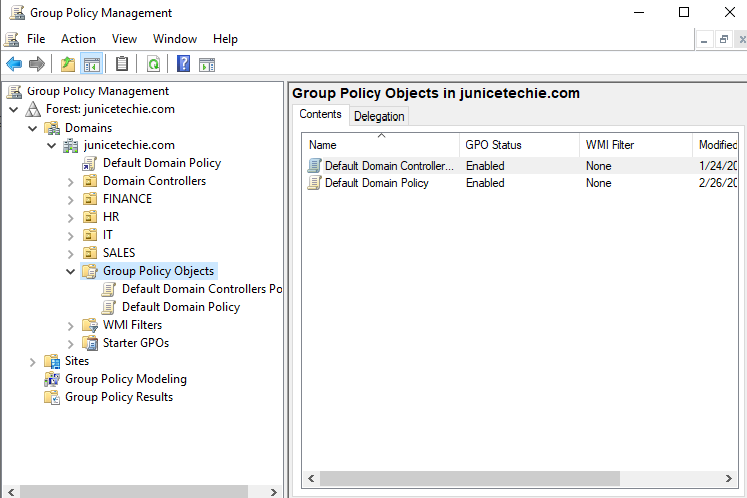 Group Policy Management
File Action View Window Help
Group Policy Management
Forest: junicetechie.com
Domains
junicetechie.com
Default Domain Policy
Domain Controllers
FINANCE
HR
IT
SALES
Group Policy Objects
Default Domain Controllers Po
Default Domain Policy
WMI Filters
Starter GPOs
Sites
Group Policy Modeling
Group Policy Results
Group Policy Objects in junicetechie.com
Contents Delegation
Name GPO Status WMI Filter Modified
Default Domain Controller... Enabled None 1/24/20
Default Domain Policy Enabled None 2/26/20